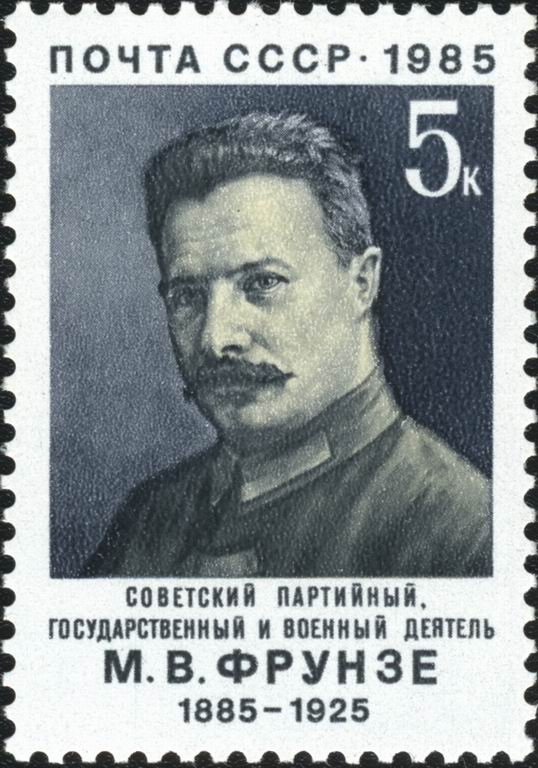 ПОЧТА СССР · 1985
5к
СОВЕТСКИЙ ПАРТИЙНЫЙ,
ГОСУДАРСТВЕННЫЙ И ВОЕННЫЙ ДЕЯТЕЛЬ
М. В. ФРУНЗЕ
1885–1925